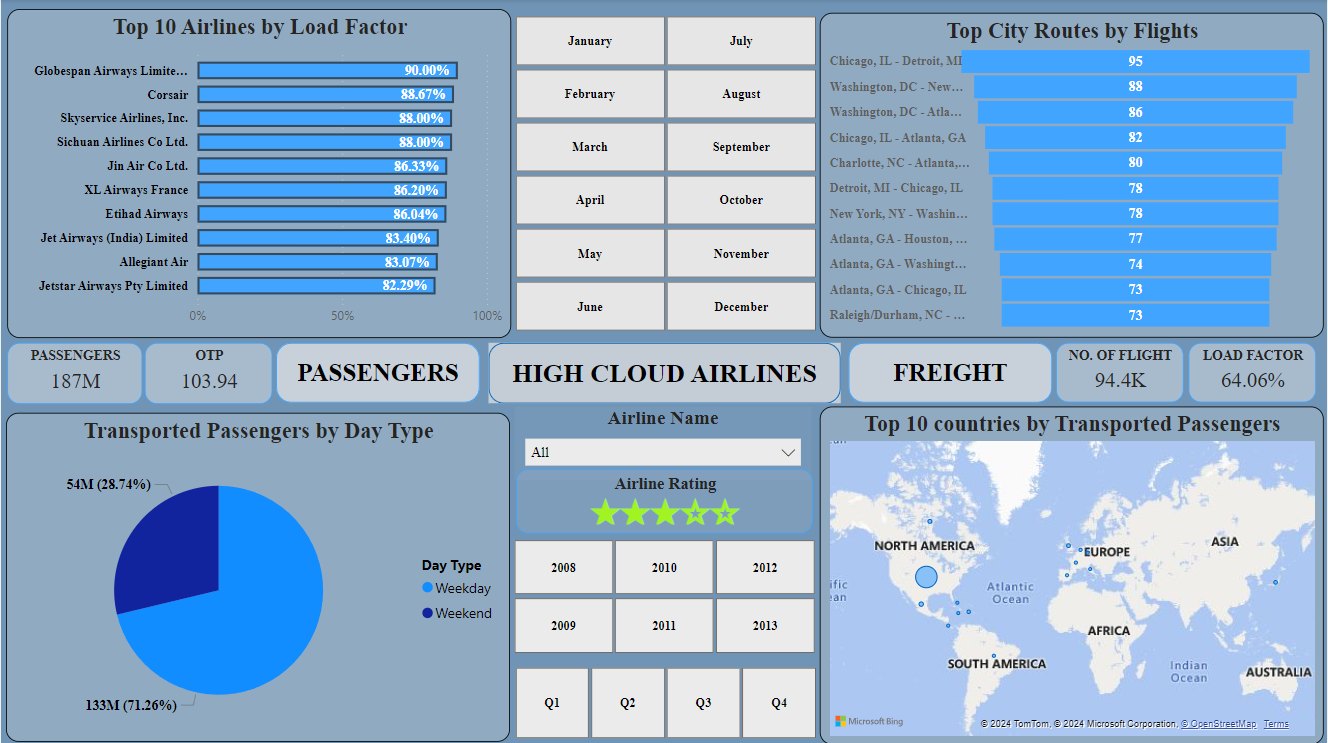 Top 10 Airlines by Load Factor
Globespan Airways Limite... 90.00%
Corsair 88.67%
Skyservice Airlines, Inc. 88.00%
Sichuan Airlines Co Ltd. 88.00%
Jin Air Co Ltd. 86.33%
XL Airways France 86.20%
Etihad Airways 86.04%
Jet Airways (India) Limited 83.40%
Allegiant Air 83.07%
Jetstar Airways Pty Limited 82.29%
0% 50% 100%
January July
February August
March September
April October
May November
June December
Top City Routes by Flights
Chicago, IL - Detroit, MI 95
Washington, DC - New... 88
Washington, DC - Atla... 86
Chicago, IL - Atlanta, GA 82
Charlotte, NC - Atlanta,... 80
Detroit, MI - Chicago, IL 78
New York, NY - Washin... 78
Atlanta, GA - Houston, ... 77
Atlanta, GA - Washingt... 74
Atlanta, GA - Chicago, IL 73
Raleigh/Durham, NC - ... 73
PASSENGERS
187M
OTP
103.94
PASSENGERS
HIGH CLOUD AIRLINES
FREIGHT
NO. OF FLIGHT
94.4K
LOAD FACTOR
64.06%
Transported Passengers by Day Type
54M (28.74%)
133M (71.26%)
Day Type
Weekday
Weekend
Airline Name
All
Airline Rating
2008 2010 2012
2009 2011 2013
Q1 Q2 Q3 Q4
Top 10 countries by Transported Passengers
NORTH AMERICA
EUROPE
ASIA
ific
ean
Atlantic
Ocean
AFRICA
SOUTH AMERICA
Indian
Ocean
AUSTRALIA
Microsoft Bing
© 2024 TomTom, © 2024 Microsoft Corporation, © OpenStreetMap Terms